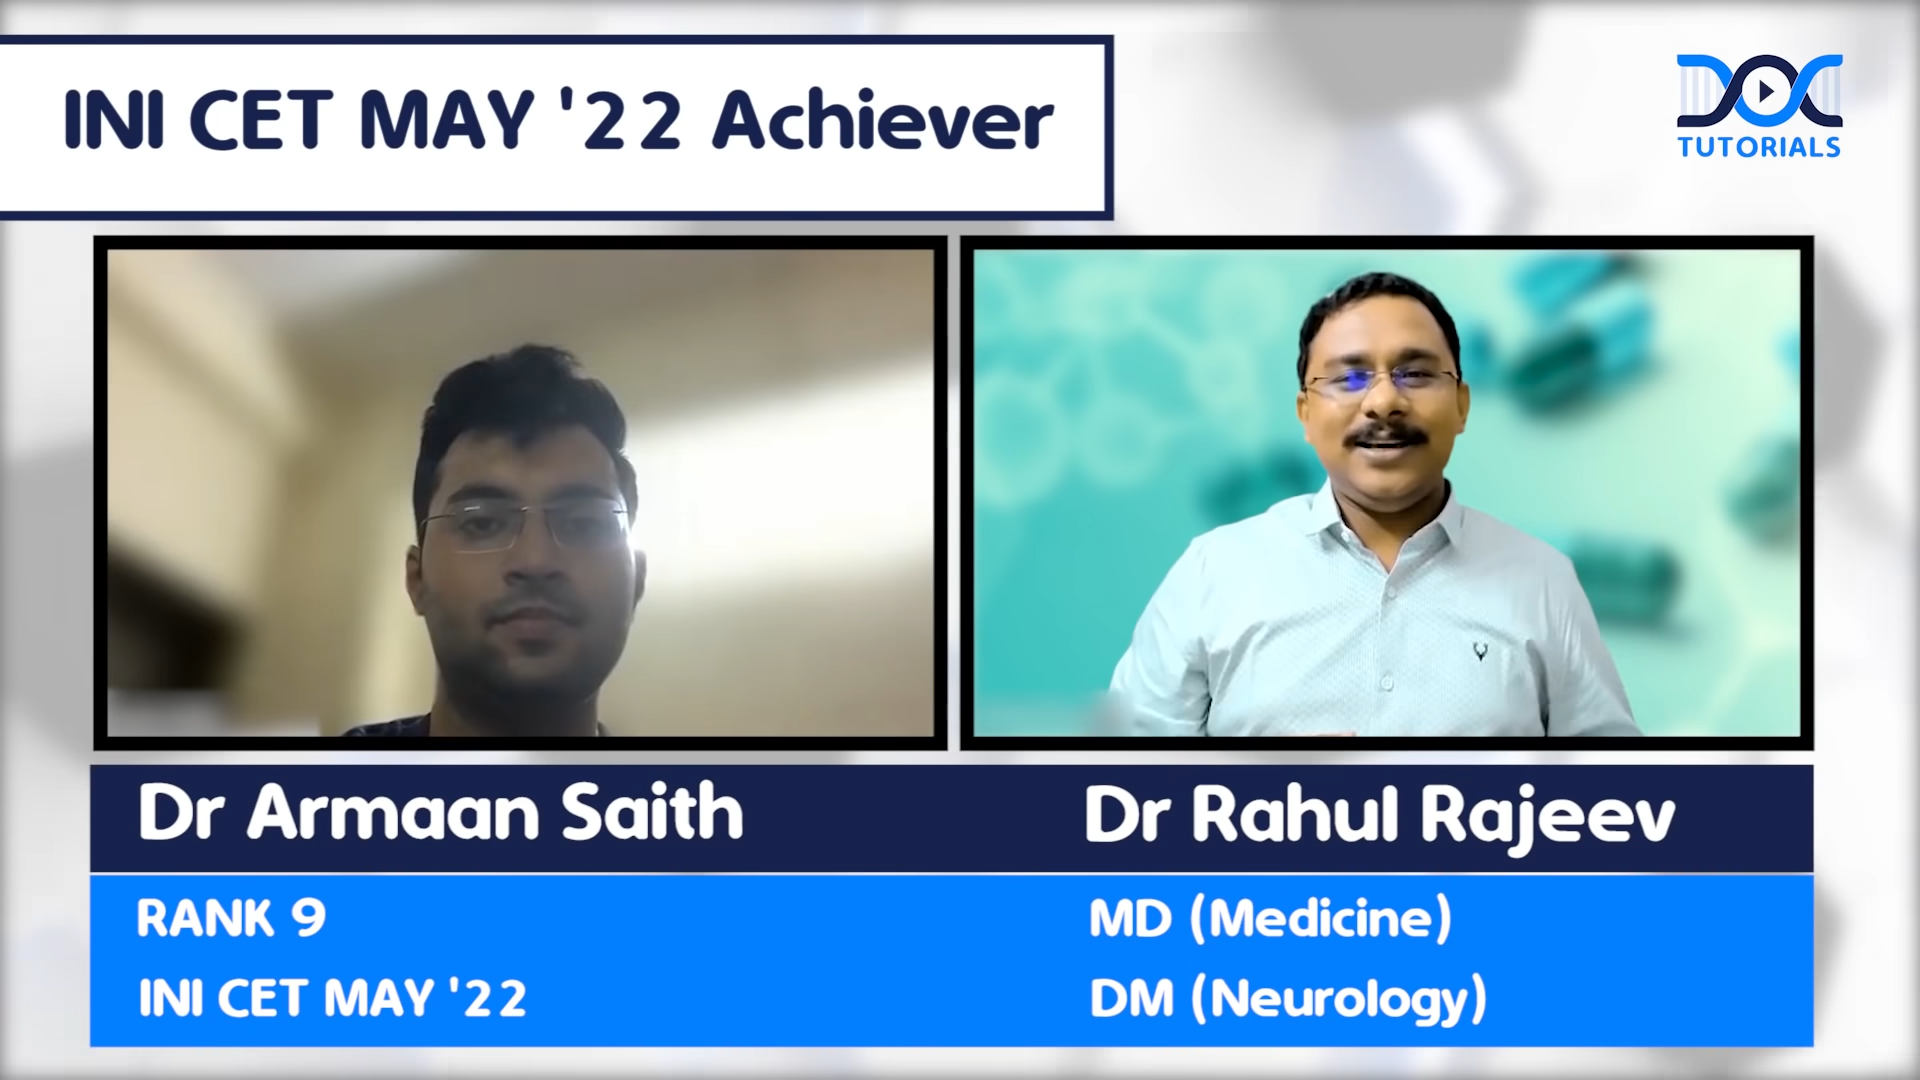 INI CET MAY '22 Achiever
DOC
TUTORIALS
Dr Armaan Saith
Dr Rahul Rajeev
RANK 9
MD (Medicine)
INI CET MAY '22
DM (Neurology)